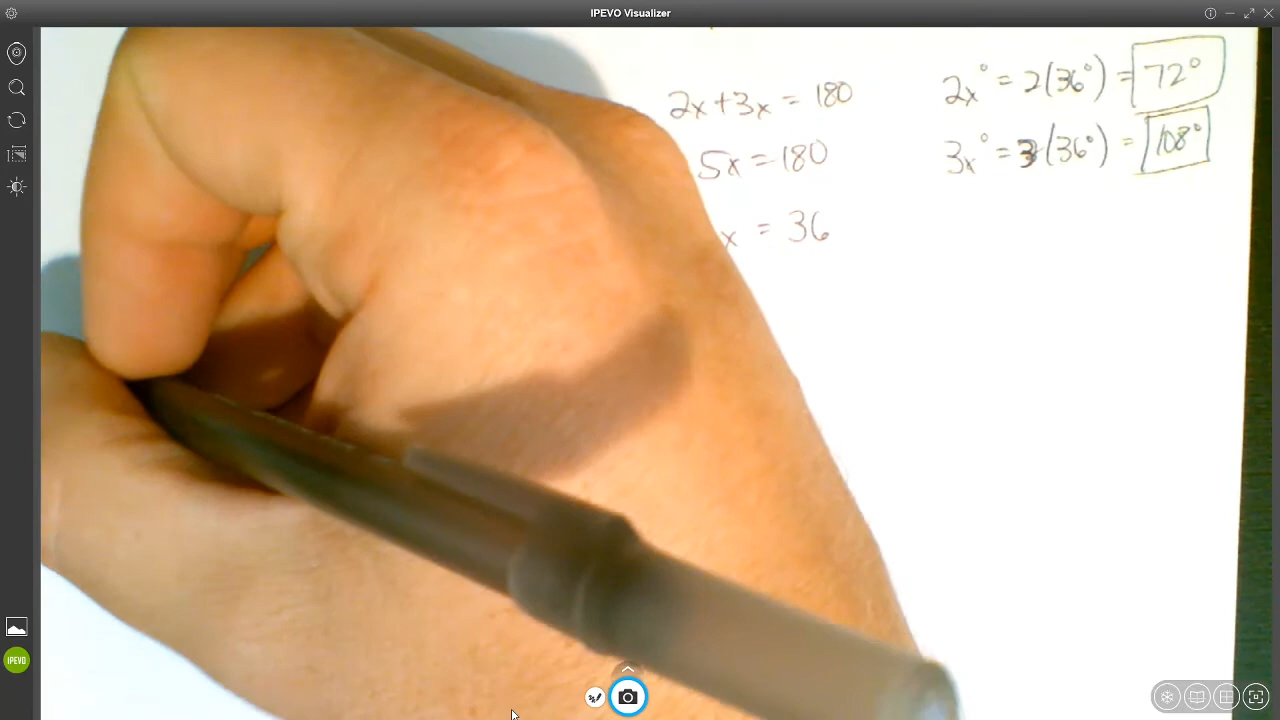 IPEVO Visualizer
2x + 3x = 180
5x = 180
x = 36
2x° = 2(36°) = 72°
3x° = 3(36°) = 108°
IPEVO